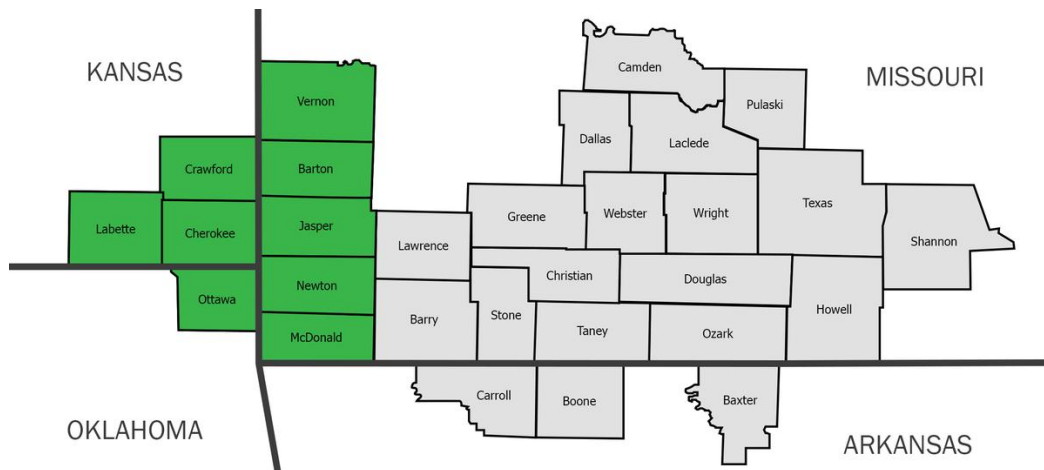 KANSAS
MISSOURI
Camden
Vernon
Pulaski
Dallas
Laclede
Crawford
Barton
Texas
Greene
Webster
Wright
Labette
Cherokee
Jasper
Lawrence
Shannon
Christian
Newton
Douglas
Ottawa
Howell
Barry
Stone
Taney
Ozark
McDonald
Carroll
Boone
Baxter
OKLAHOMA
ARKANSAS